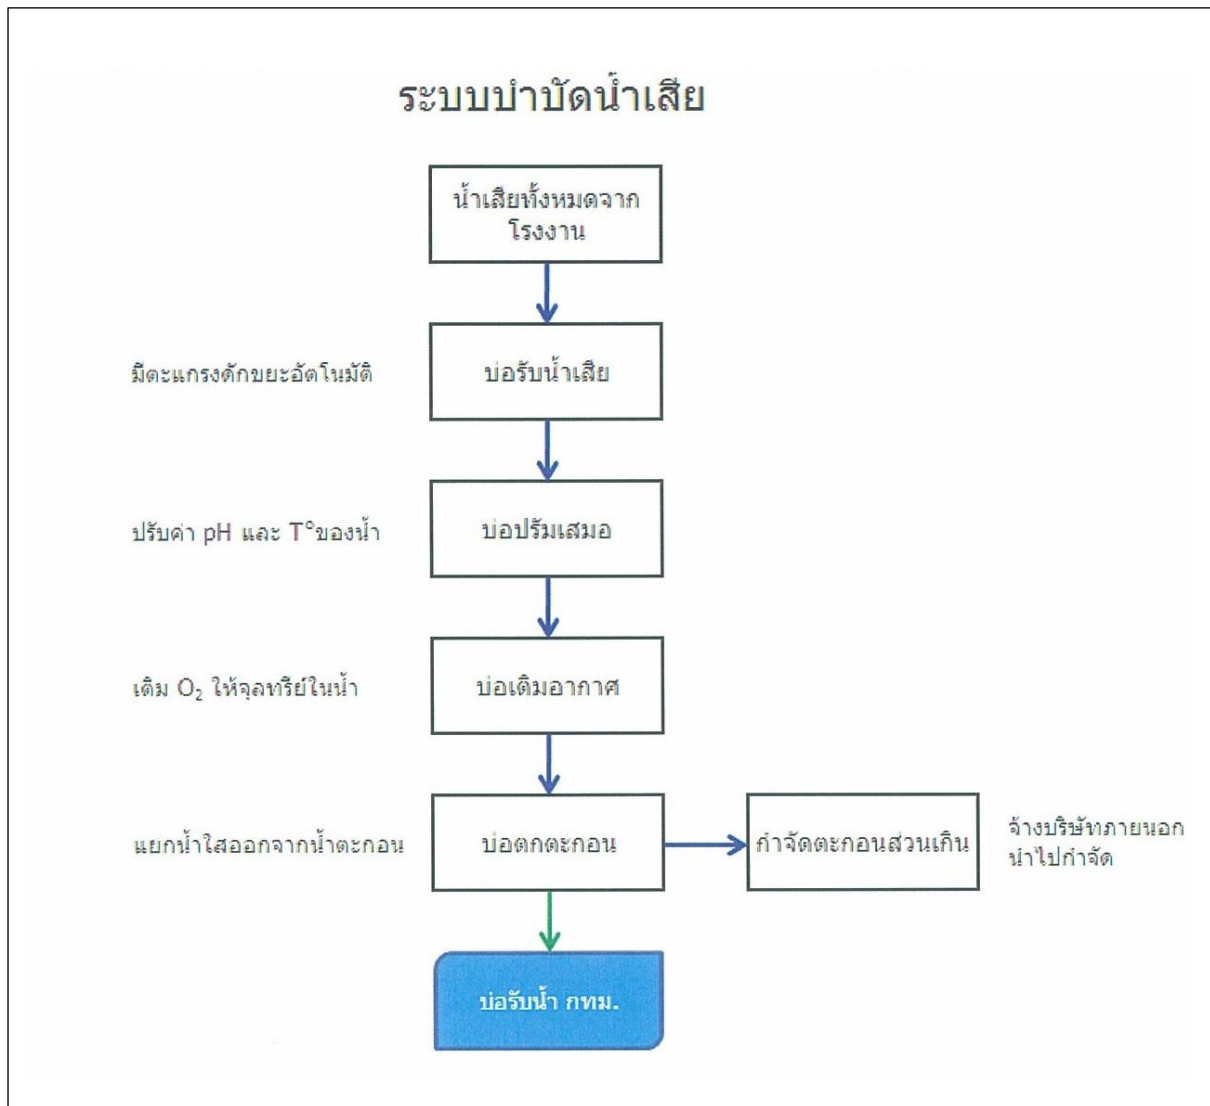 ระบบบำบัดน้ำเสีย
น้ำเสียทั้งหมดจาก
โรงงาน
มีตะแกรงดักขยะอัตโนมัติ
บ่อรับน้ำเสีย
ปรับค่า pH และ T°ของน้ำ
บ่อปรัมเสมอ
เติม O₂ ให้จุลทรีย์ในน้ำ
บ่อเติมอากาศ
แยกน้ำใสออกจากน้ำตะกอน
บ่อตกตะกอน
กำจัดตะกอนส่วนเกิน
จ้างบริษัทภายนอก
นำไปกำจัด
บ่อรับน้ำ กทม.